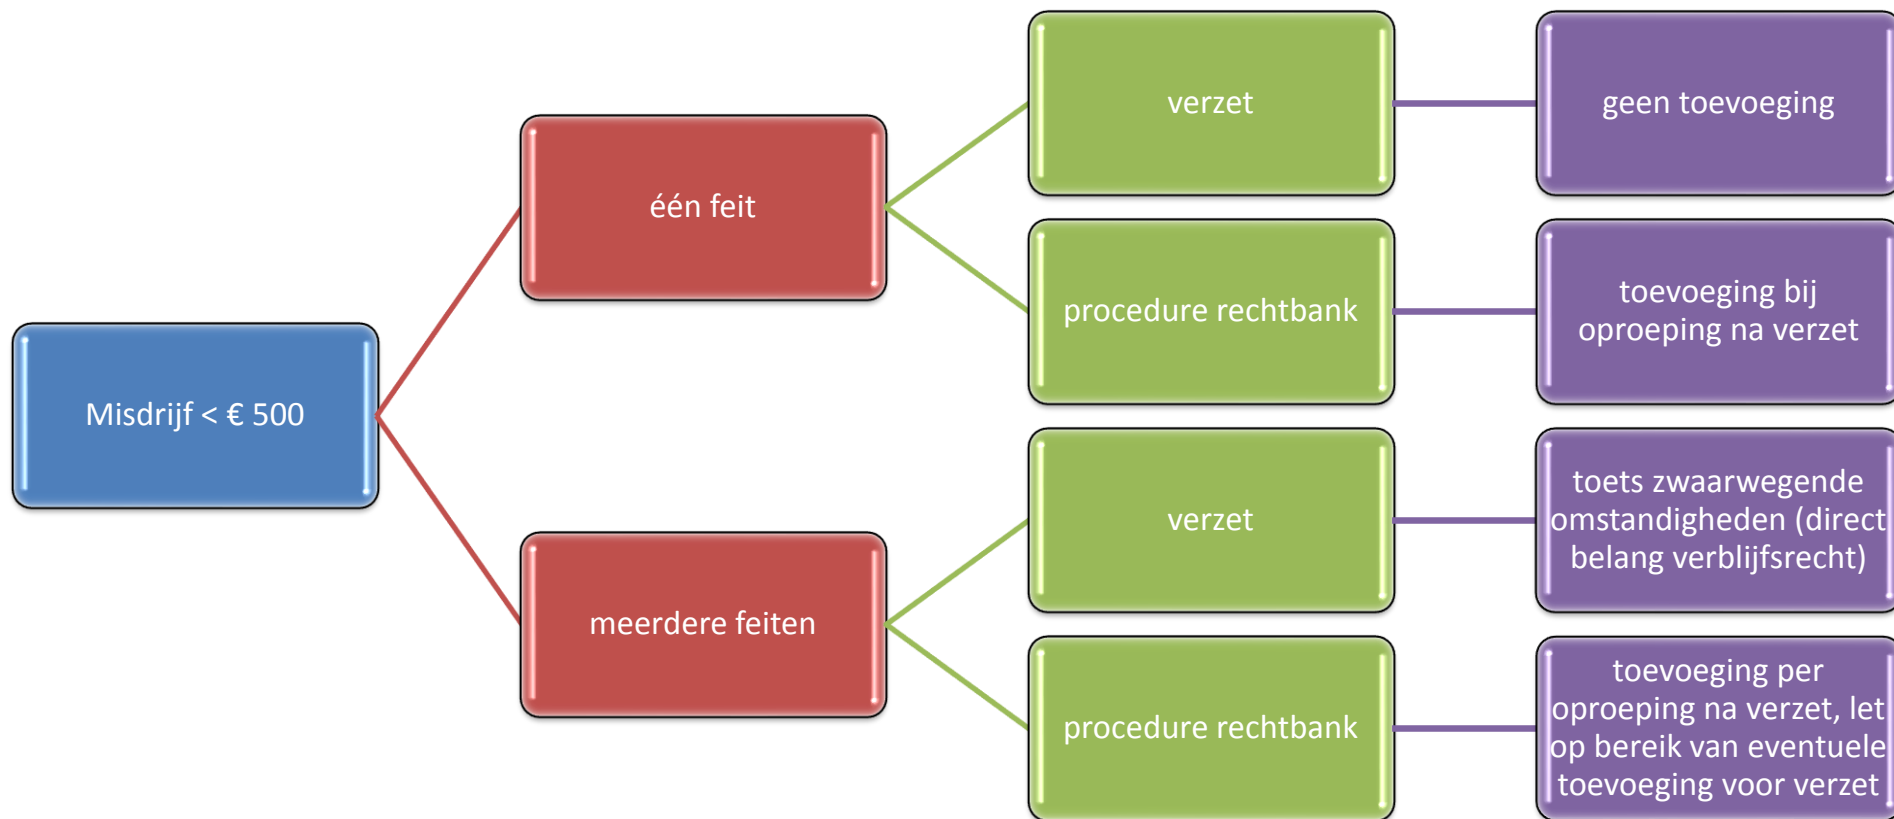 Misdrijf < € 500
één feit
verzet
geen toevoeging
procedure rechtbank
toevoeging bij
oproeping na verzet
meerdere feiten
verzet
toets zwaarwegende
omstandigheden (direct
belang verblijfsrecht)
procedure rechtbank
toevoeging per
oproeping na verzet, let
op bereik van eventuele
toevoeging voor verzet